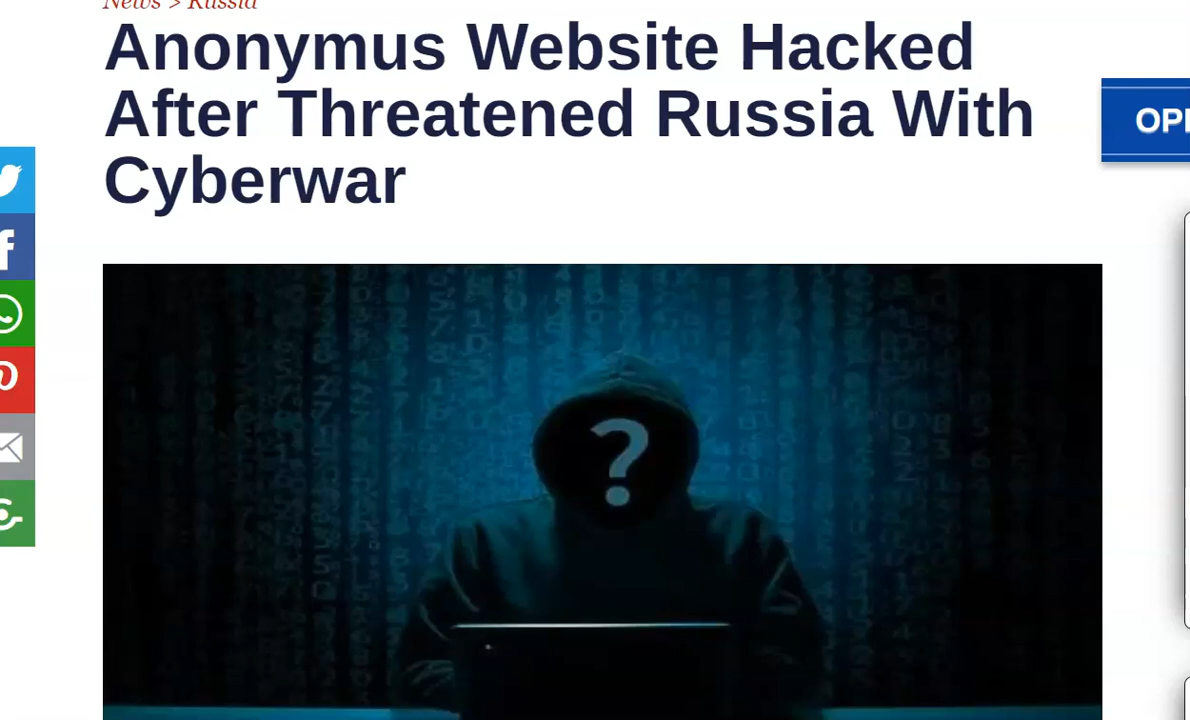 News > Russia
Anonymus Website Hacked
After Threatened Russia With
Cyberwar
?